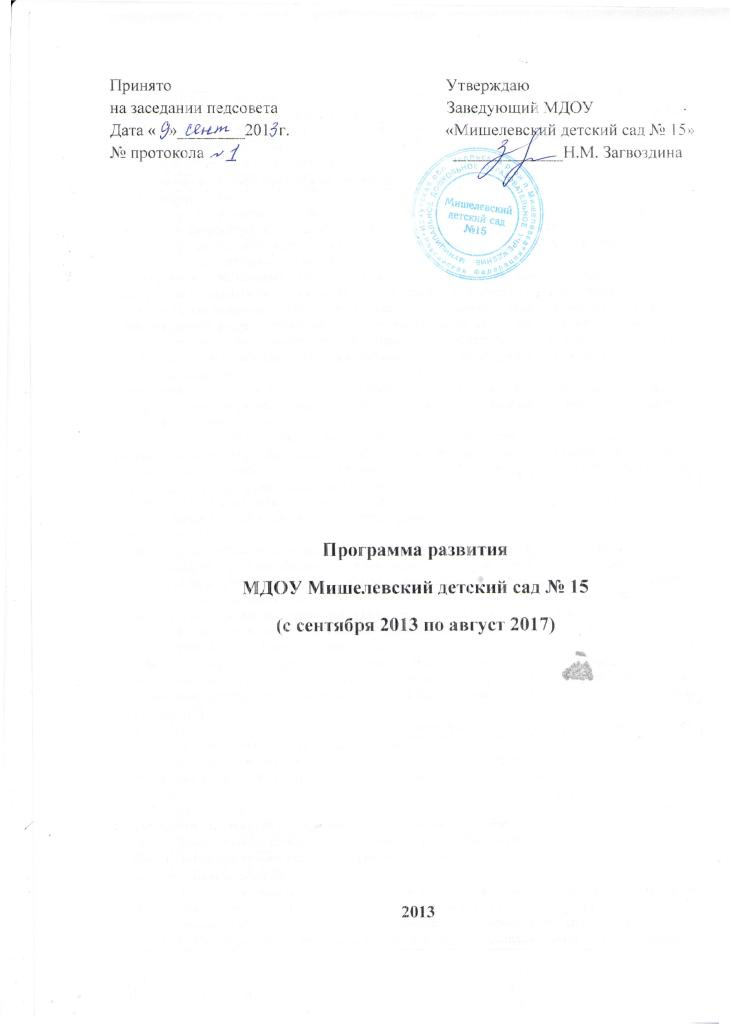 Принято
на заседании педсовета
Дата « 9» сент 2013г.
№ протокола №1
Утверждаю
Заведующий МДОУ
«Мишелевский детский сад № 15»
Н.М. Загвоздина
Мишелевский
детский сад
№15
Программа развития
МДОУ Мишелевский детский сад № 15
(с сентября 2013 по август 2017)
2013